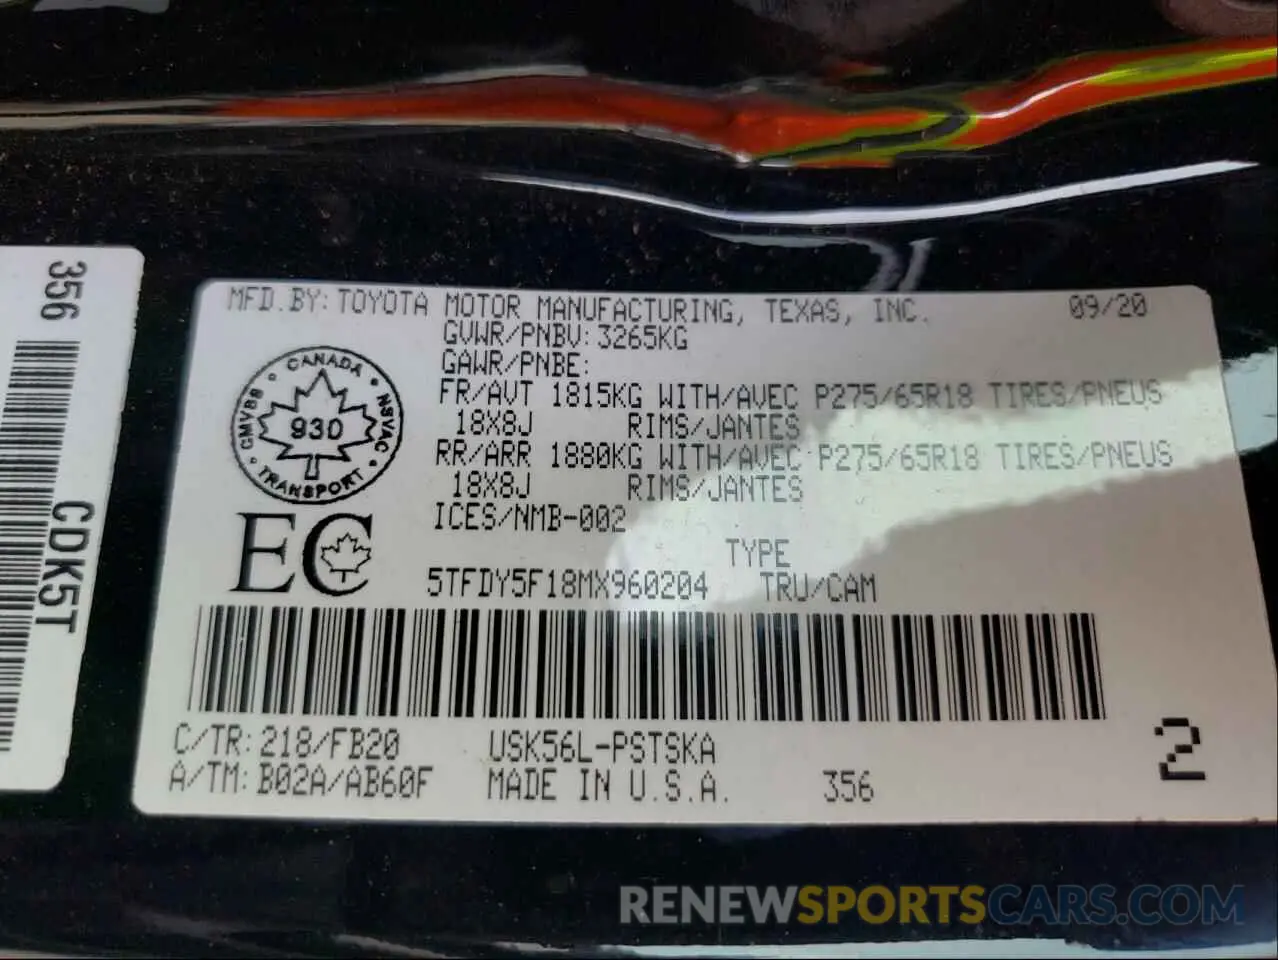 MFD.BY: TOYOTA MOTOR MANUFACTURING, TEXAS, INC. 09/20
GVWR/PNBV: 3265KG
GAWR/PNBE:
FR/AVT 1815KG WITH/AVEC P275/65R18 TIRES/PNEUS
18X8J RIMS/JANTES
RR/ARR 1880KG WITH/AVEC P275/65R18 TIRES/PNEUS
18X8J RIMS/JANTES
ICES/NMB-002
CANADA
CMVSS NSVAC
930
TRANSPORT
EC
TYPE
5TFDY5F18MX960204 TRU/CAM
C/TR: 218/FB20 USK56L-PSTSKA
A/TM: B02A/AB60F MADE IN U.S.A. 356
2
356
CDK5T
RENEWSPORTSCARS.COM